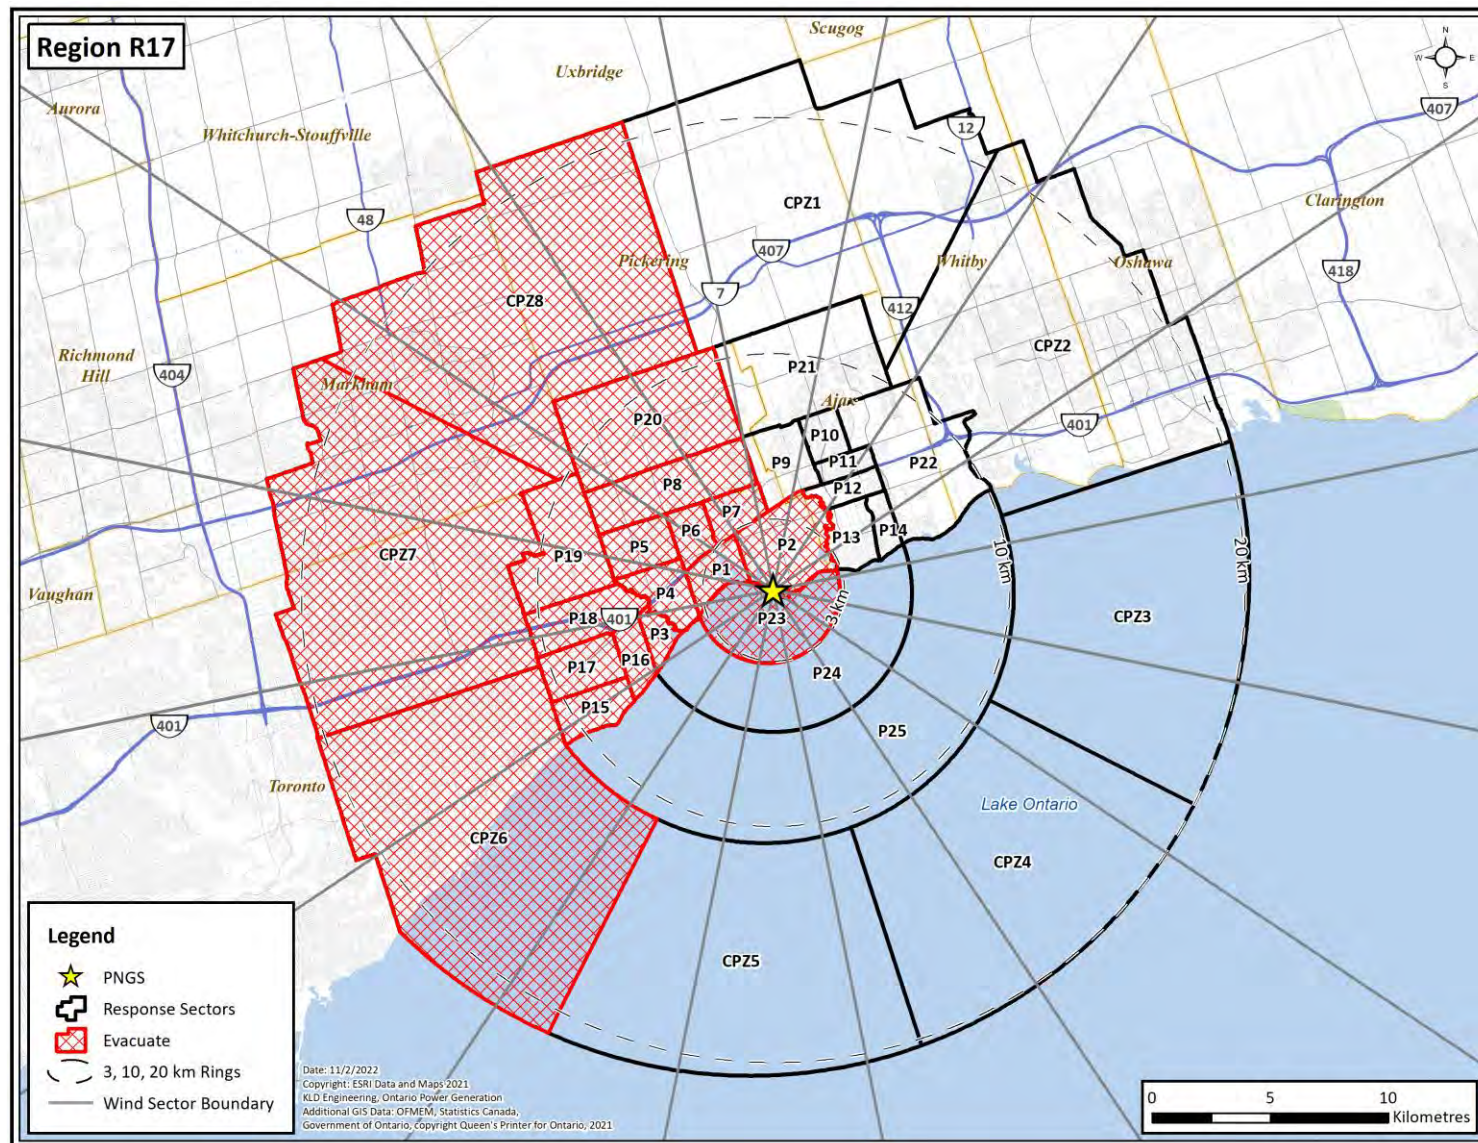 Region R17
Scugog
Uxbridge
Aurora
Whitchurch-Stouffville
N
W
E
S
407
12
48
CPZ1
Clarington
407
Pickering
Whitby
Oshawa
418
7
CPZ8
412
Richmond
Hill
404
Markham
CPZ2
P21
Ajax
P20
P10
401
P9
P11
P22
P8
P12
P7
P6
P2
P13
P14
P5
CPZ7
P19
P1
10 km
20 km
Vaughan
P4
3 km
P18
401
P23
CPZ3
P3
P16
P17
P24
P15
401
P25
Toronto
Lake Ontario
CPZ6
CPZ4
CPZ5
Legend
PNGS
Response Sectors
Evacuate
3, 10, 20 km Rings
Wind Sector Boundary
Date: 11/2/2022
Copyright: ESRI Data and Maps 2021
KLD Engineering, Ontario Power Generation
Additional GIS Data: OFMEM, Statistics Canada,
Government of Ontario, copyright Queen's Printer for Ontario, 2021
0 5 10
Kilometres